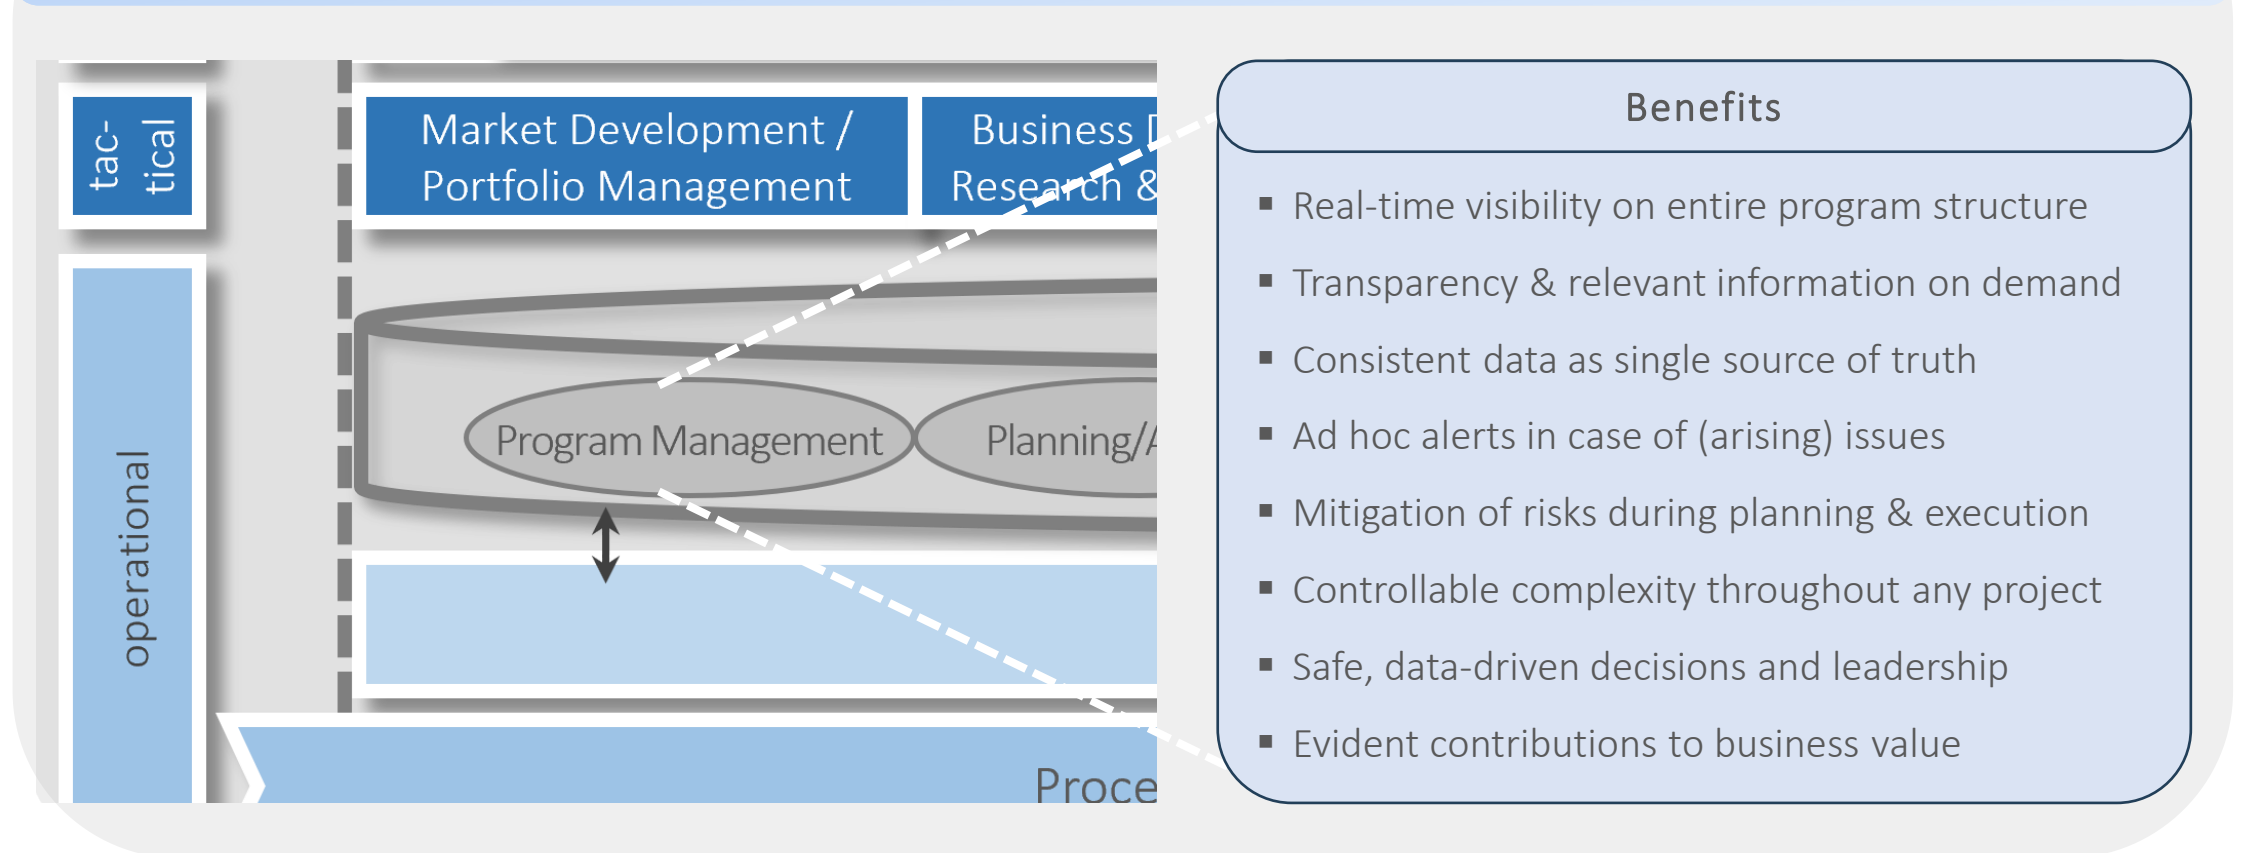 tac-
tical
operational
Market Development /
Portfolio Management
Business
Research &
Program Management
Planning/
Benefits
▪ Real-time visibility on entire program structure
▪ Transparency & relevant information on demand
▪ Consistent data as single source of truth
▪ Ad hoc alerts in case of (arising) issues
▪ Mitigation of risks during planning & execution
▪ Controllable complexity throughout any project
▪ Safe, data-driven decisions and leadership
▪ Evident contributions to business value